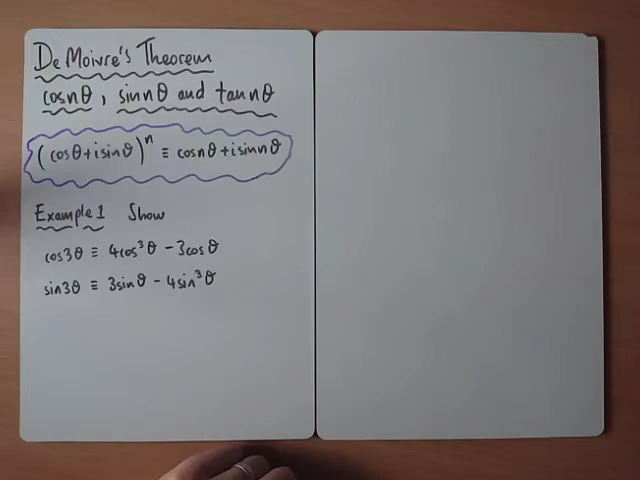 De Moivre's Theorem
cosnθ, sinnθ and tannθ
(cosθ+isinθ)ⁿ ≡ cosnθ+isinnθ
Example 1 Show
cos3θ ≡ 4cos³θ - 3cosθ
sin3θ ≡ 3sinθ - 4sin³θ